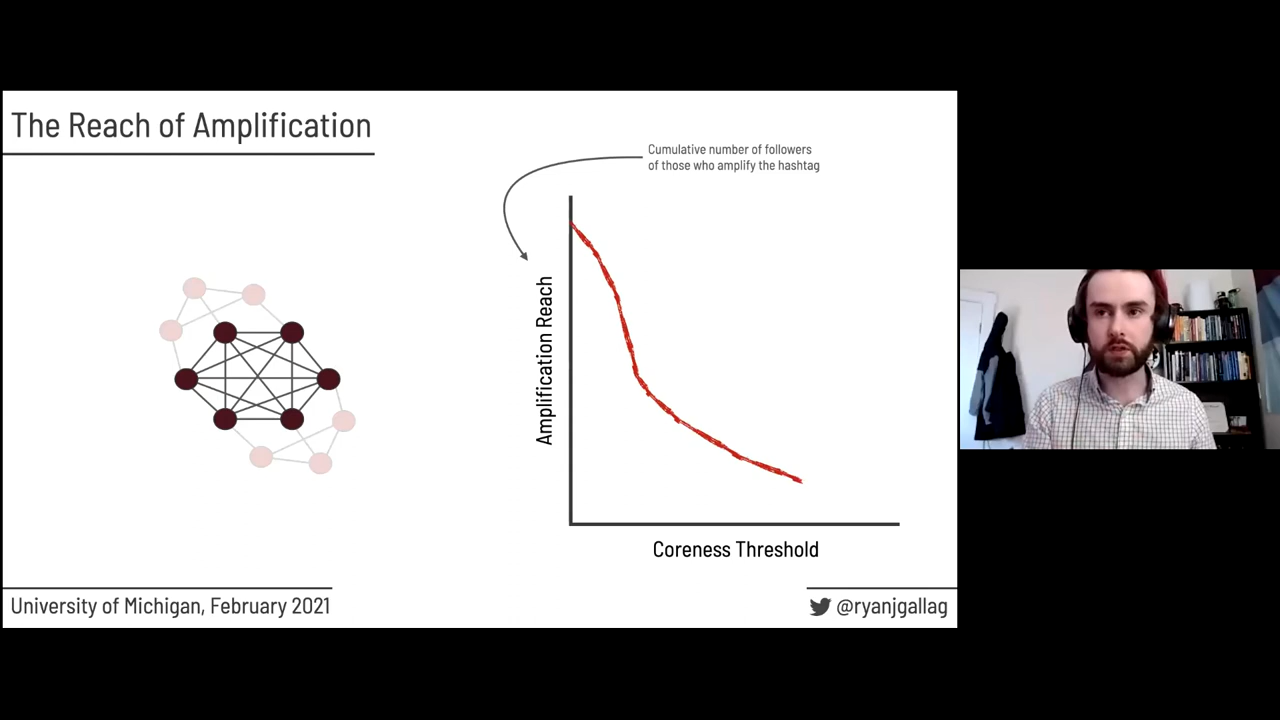 The Reach of Amplification
Cumulative number of followers
of those who amplify the hashtag
Amplification Reach
Coreness Threshold
University of Michigan, February 2021
@ryanjgallag